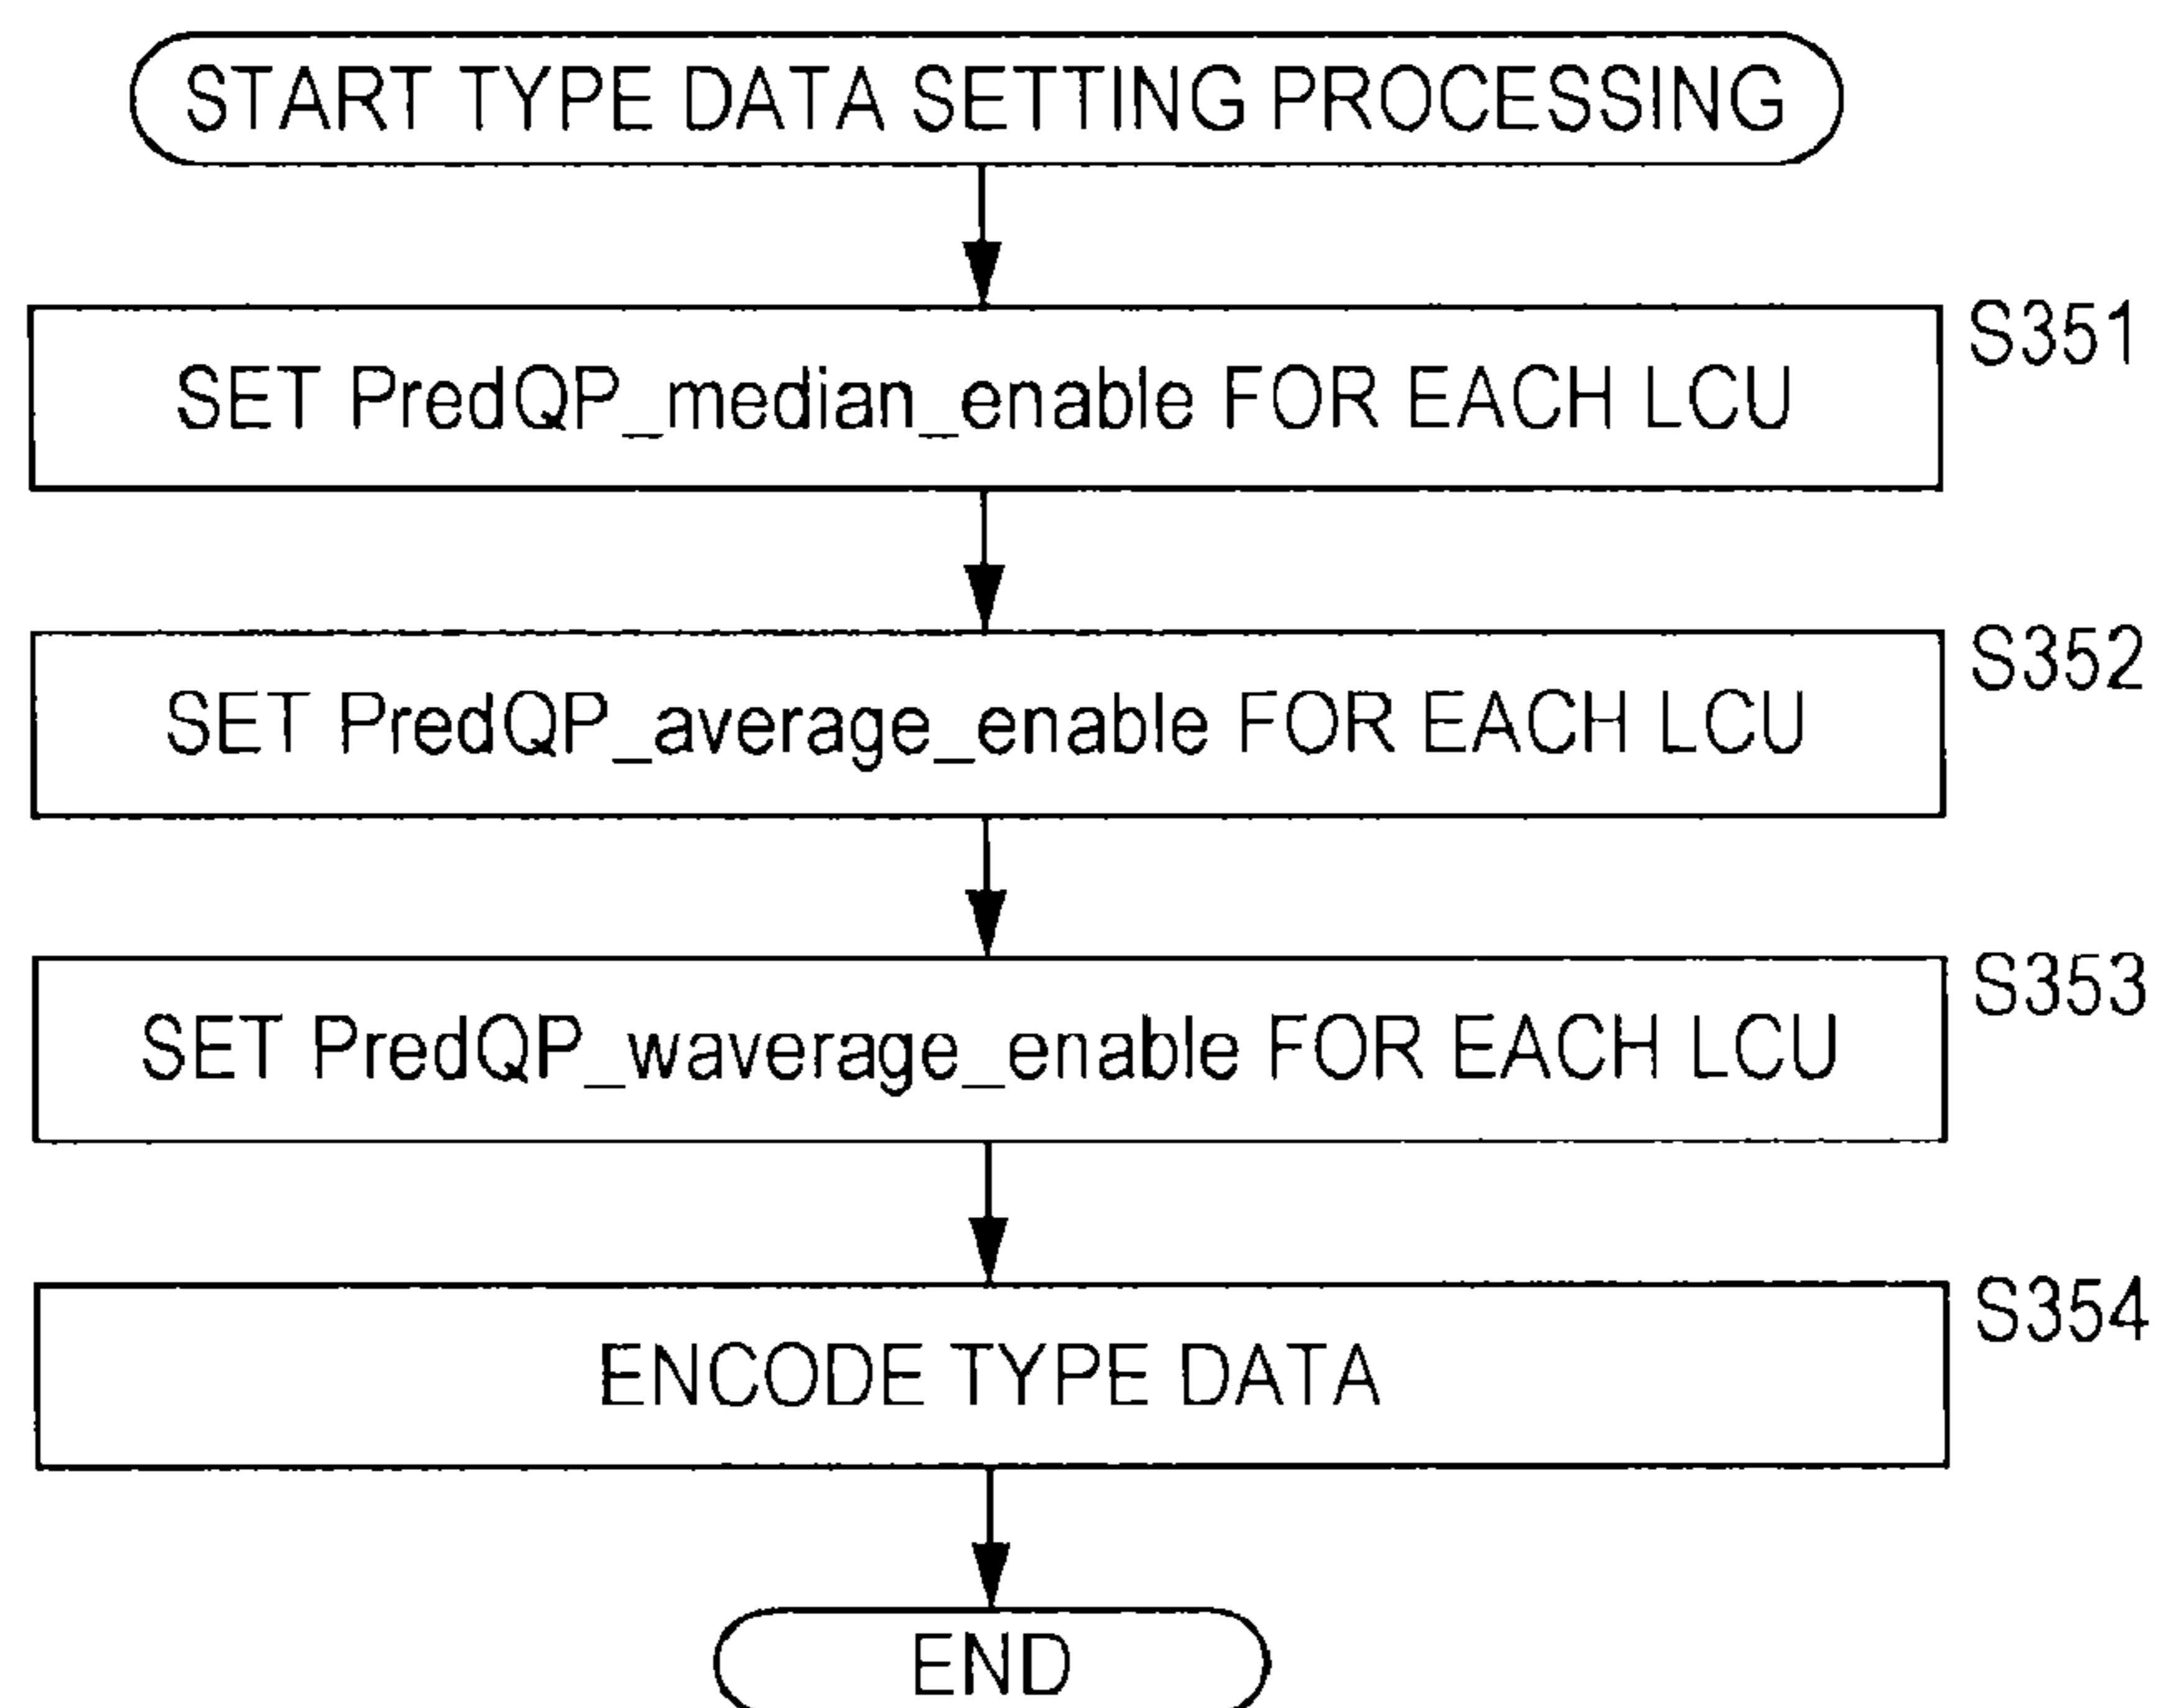 START TYPE DATA SETTING PROCESSING
S351
SET PredQP_median_enable FOR EACH LCU
S352
SET PredQP_average_enable FOR EACH LCU
S353
SET PredQP_waverage_enable FOR EACH LCU
S354
ENCODE TYPE DATA
END